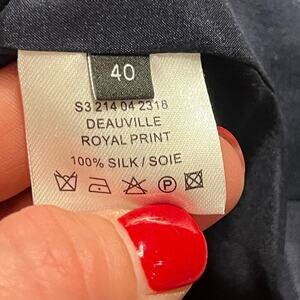 40
S3 214 04 2318
DEAUVILLE
ROYAL PRINT
100% SILK/SOIE